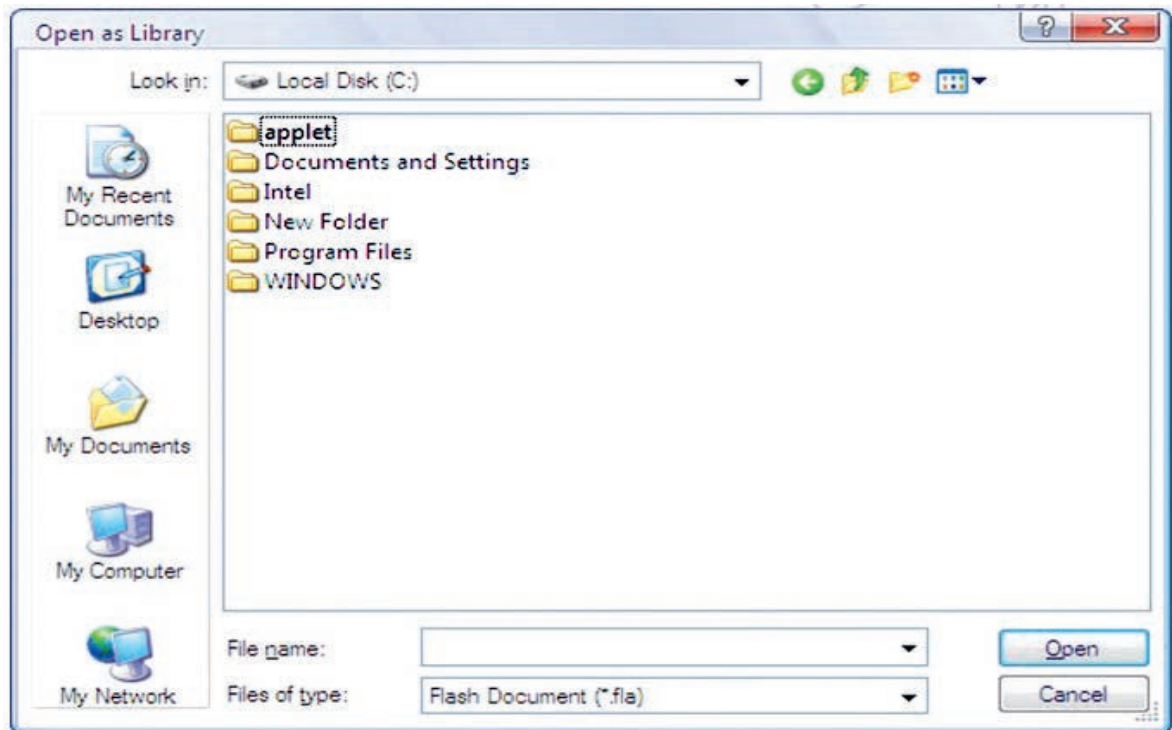 Open as Library
Look in:
Local Disk (C:)
My Recent
Documents
Desktop
My Documents
My Computer
My Network
applet
Documents and Settings
Intel
New Folder
Program Files
WINDOWS
File name:
Open
Files of type:
Flash Document (*.fla)
Cancel